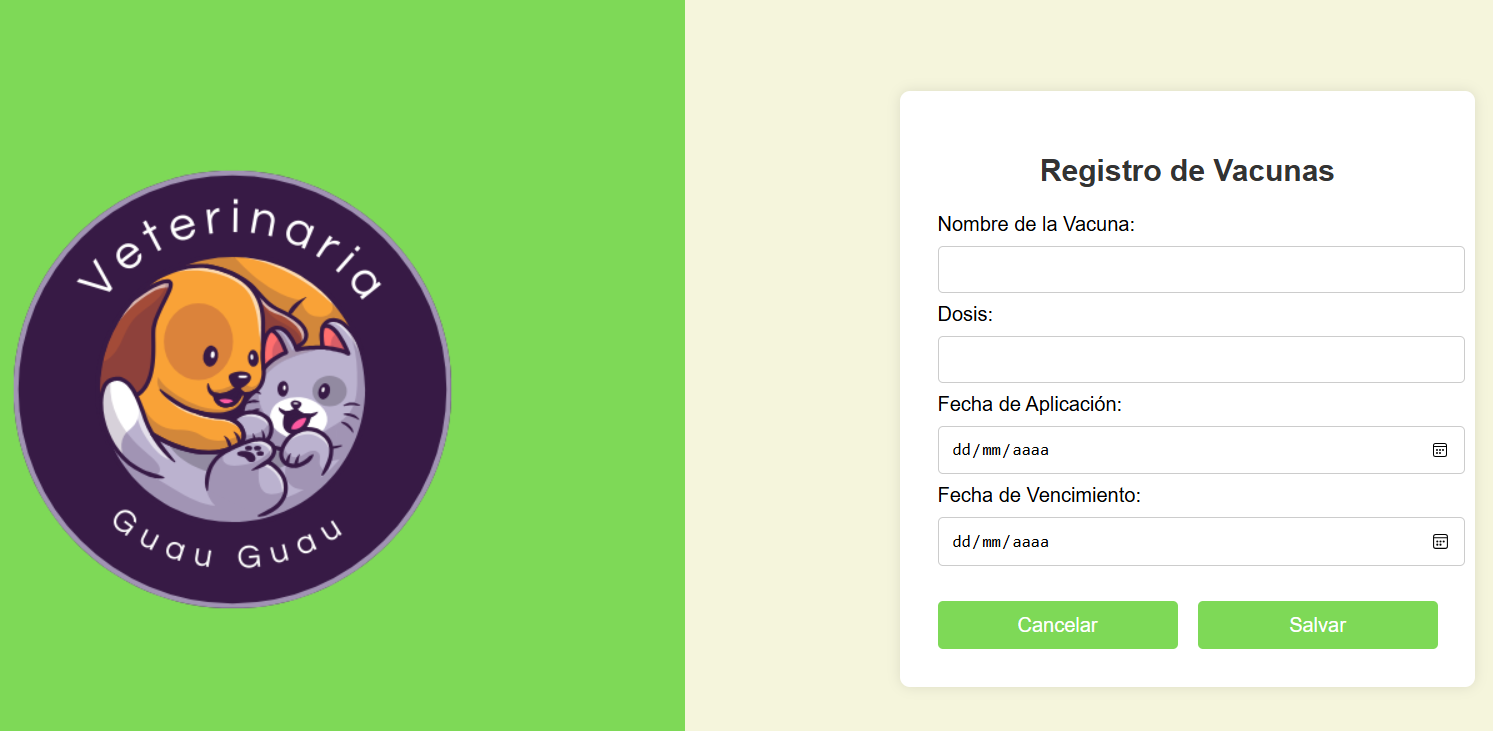 Veterinaria
Guau Guau
Registro de Vacunas
Nombre de la Vacuna:
Dosis:
Fecha de Aplicación:
dd/mm/aaaa
Fecha de Vencimiento:
dd/mm/aaaa
Cancelar
Salvar